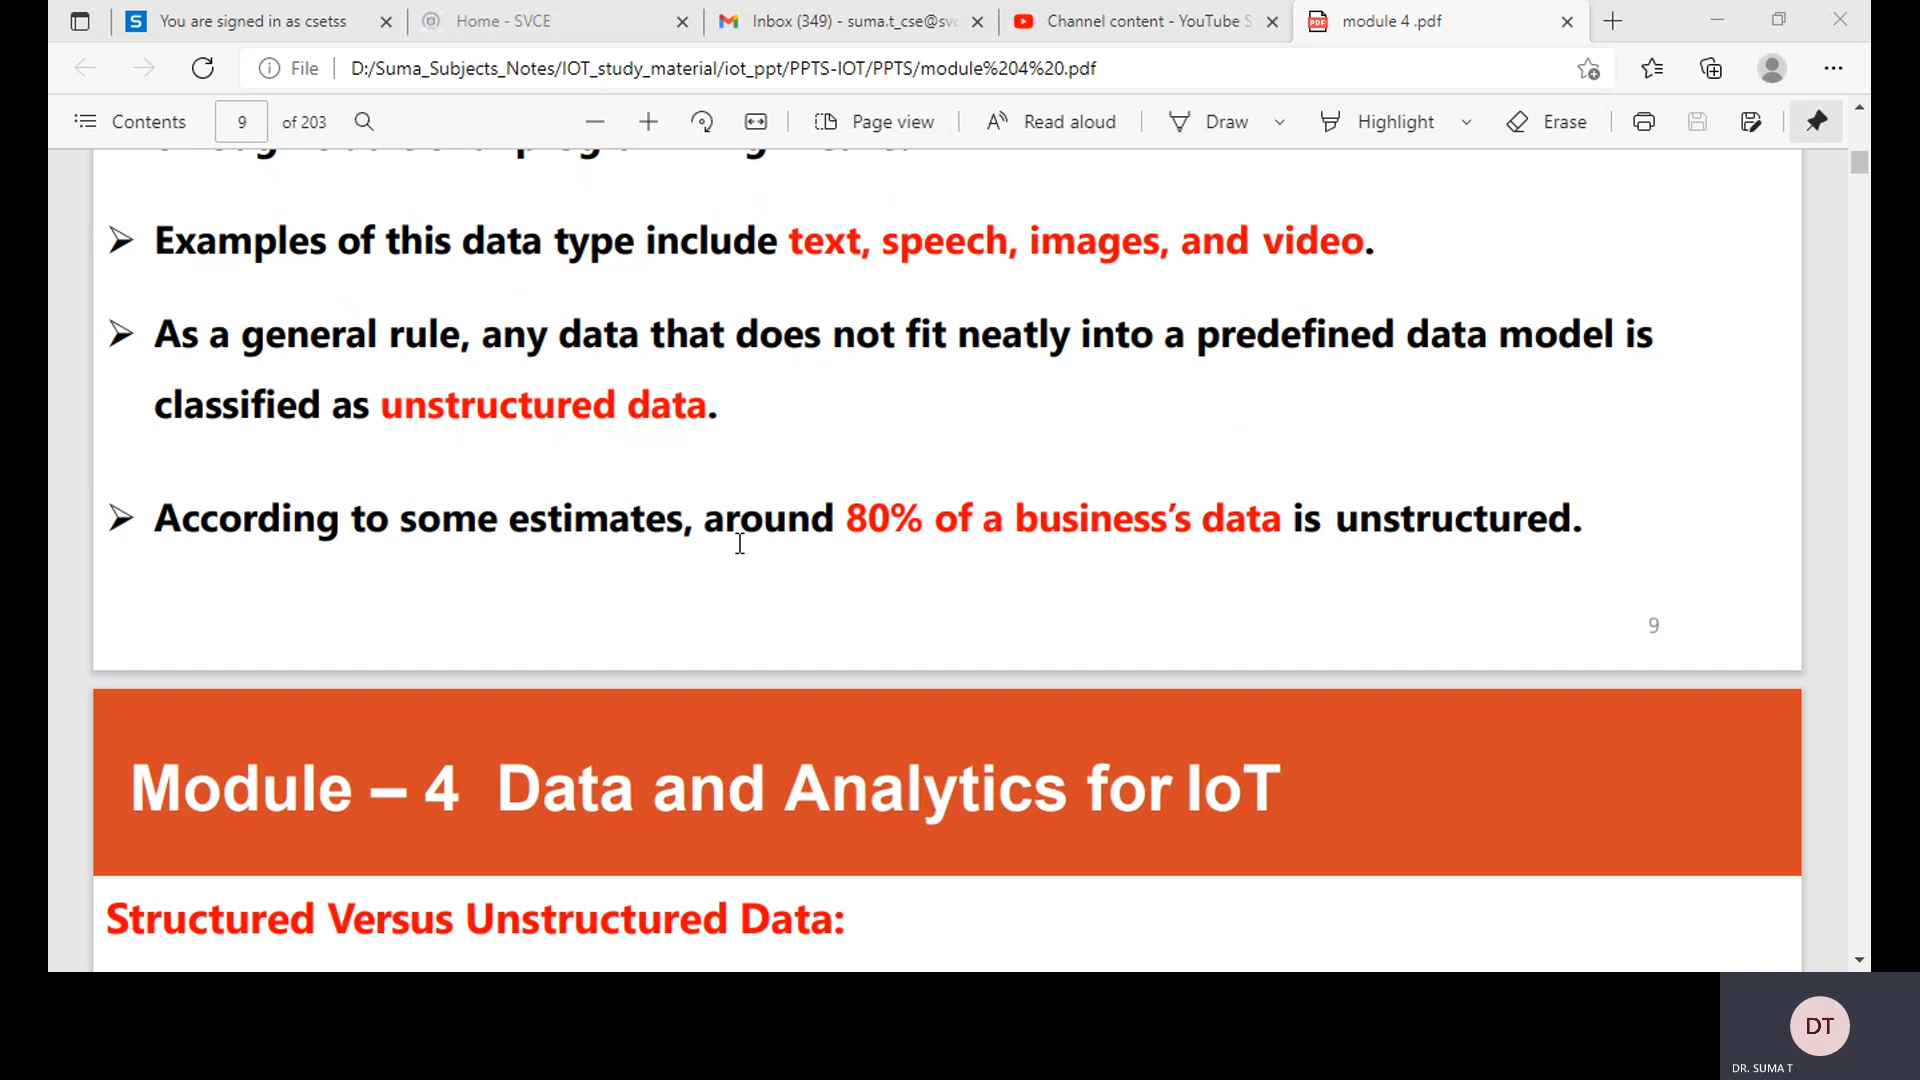 You are signed in as csetss
Home - SVCE
Inbox (349) - suma.t_cse@svc
Channel content - YouTube S
module 4 .pdf
File
D:/Suma_Subjects_Notes/IOT_study_material/iot_ppt/PPTS-IOT/PPTS/module%204%20.pdf
Contents
9
of 203
Page view
Read aloud
Draw
Highlight
Erase
➢ Examples of this data type include text, speech, images, and video.
➢ As a general rule, any data that does not fit neatly into a predefined data model is
classified as unstructured data.
➢ According to some estimates, around 80% of a business’s data is unstructured.
9
Module – 4 Data and Analytics for IoT
Structured Versus Unstructured Data:
DT
DR. SUMA T